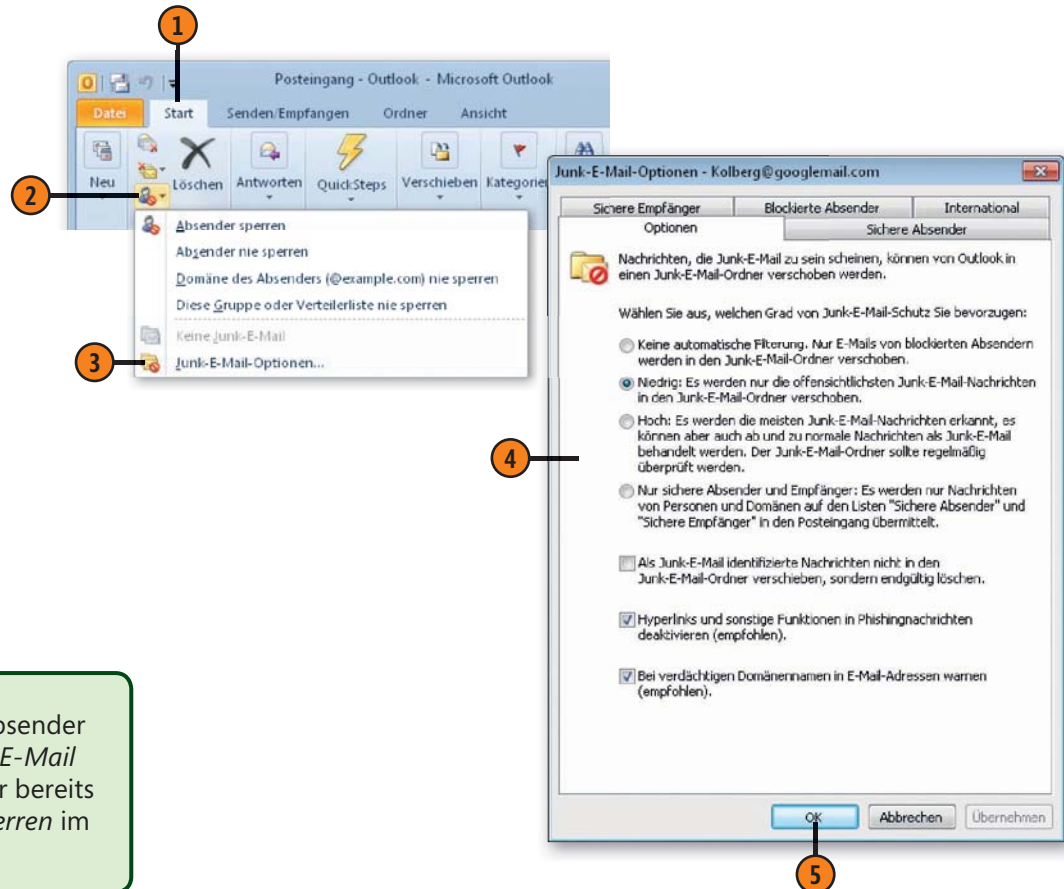 1
Posteingang - Outlook - Microsoft Outlook
Datei Start Senden/Empfangen Ordner Ansicht
2
Neu Löschen Antworten QuickSteps Verschieben
Absender sperren
Absender nie sperren
Domäne des Absenders (@example.com) nie sperren
Diese Gruppe oder Verteilerliste nie sperren
Keine Junk-E-Mail
3
Junk-E-Mail-Optionen...
Junk-E-Mail-Optionen - Kolberg@googlemail.com
Sichere Empfänger Blockierte Absender International
Optionen Sichere Absender
Nachrichten, die Junk-E-Mail zu sein scheinen, können von Outlook in
einen Junk-E-Mail-Ordner verschoben werden.
Wählen Sie aus, welchen Grad von Junk-E-Mail-Schutz Sie bevorzugen:
Keine automatische Filterung. Nur E-Mails von blockierten Absendern
werden in den Junk-E-Mail-Ordner verschoben.
Niedrig: Es werden nur die offensichtlichsten Junk-E-Mail-Nachrichten
in den Junk-E-Mail-Ordner verschoben.
Hoch: Es werden die meisten Junk-E-Mail-Nachrichten erkannt, es
können aber auch ab und zu normale Nachrichten als Junk-E-Mail
behandelt werden. Der Junk-E-Mail-Ordner sollte regelmäßig
überprüft werden.
4
Nur sichere Absender und Empfänger: Es werden nur Nachrichten
von Personen und Domänen auf den Listen "Sichere Absender" und
"Sichere Empfänger" in den Posteingang übermittelt.
Als Junk-E-Mail identifizierte Nachrichten nicht in den
Junk-E-Mail-Ordner verschieben, sondern endgültig löschen.
Hyperlinks und sonstige Funktionen in Phishingnachrichten
deaktivieren (empfohlen).
Bei verdächtigen Domänennamen in E-Mail-Adressen warnen
(empfohlen).
OK Abbrechen Übernehmen
5
E-Mail
bereits
im